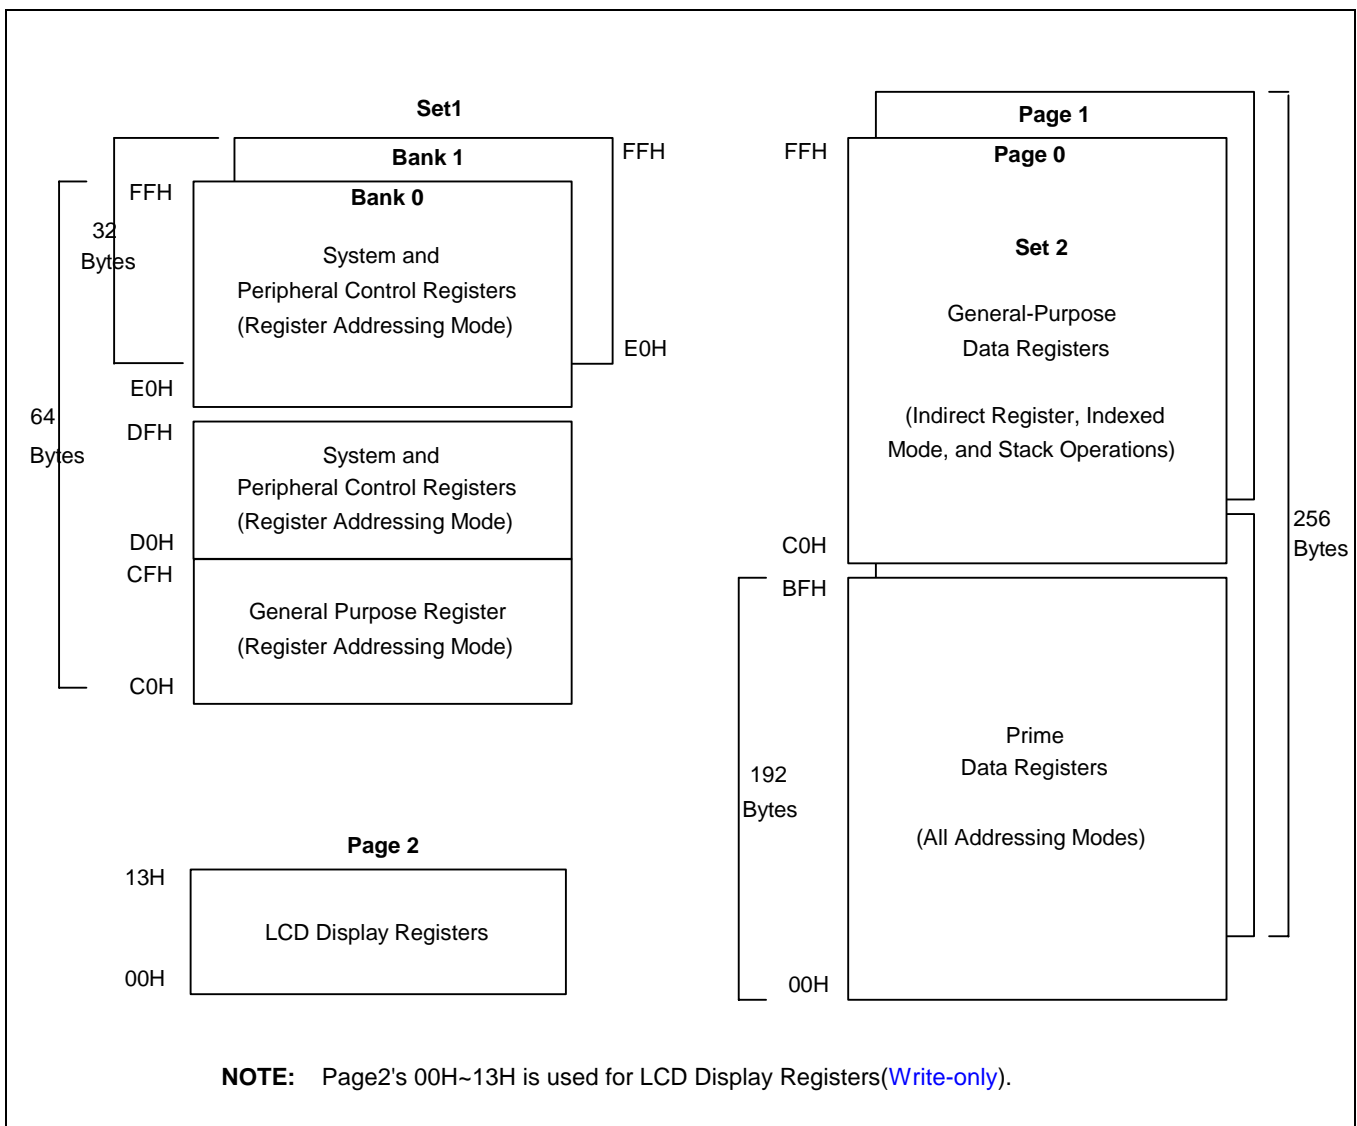 Set1
Bank 1
FFH
FFH
Bank 0
32
Bytes
System and
Peripheral Control Registers
(Register Addressing Mode)
E0H
E0H
64
Bytes
DFH
System and
Peripheral Control Registers
(Register Addressing Mode)
D0H
CFH
General Purpose Register
(Register Addressing Mode)
C0H
Page 2
13H
LCD Display Registers
00H
Page 1
FFH
Page 0
Set 2
General-Purpose
Data Registers
(Indirect Register, Indexed
Mode, and Stack Operations)
256
Bytes
C0H
BFH
Prime
Data Registers
192
Bytes
(All Addressing Modes)
00H
NOTE: Page2's 00H~13H is used for LCD Display Registers(Write-only).